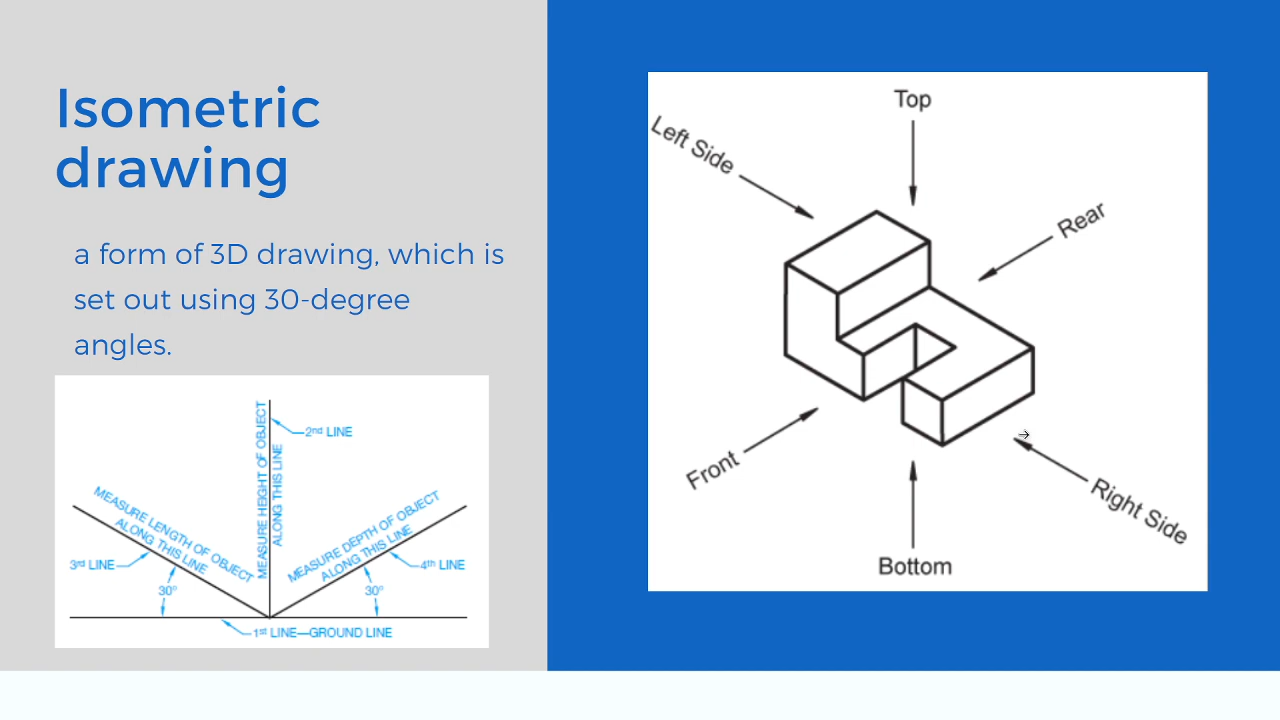 Isometric
drawing
a form of 3D drawing, which is
set out using 30-degree
angles.
MEASURE HEIGHT OF OBJECT
ALONG THIS LINE
2nd LINE
MEASURE LENGTH OF OBJECT
ALONG THIS LINE
MEASURE DEPTH OF OBJECT
ALONG THIS LINE
3rd LINE
4th LINE
30°
30°
1st LINE—GROUND LINE
Top
Left Side
Rear
Front
Right Side
Bottom